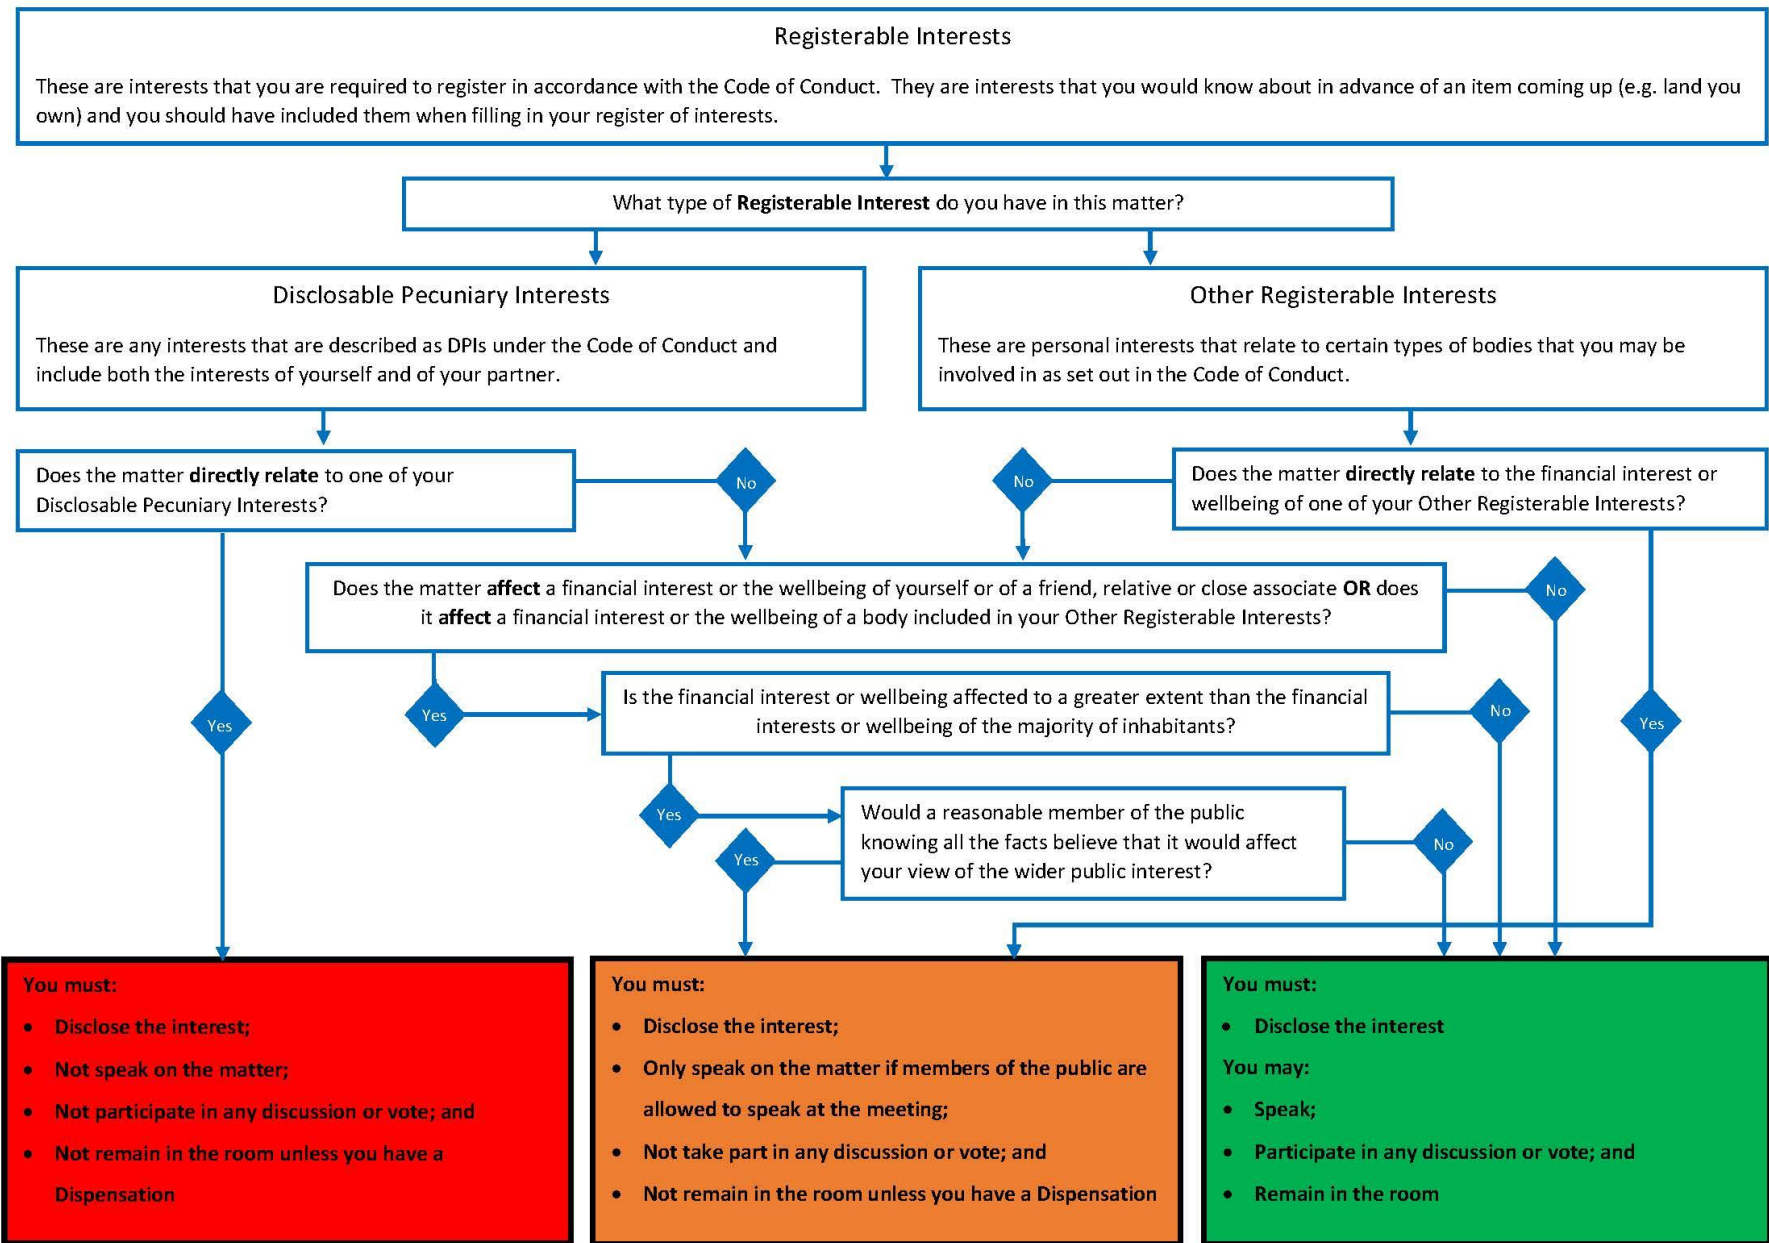 Registerable Interests
These are interests that you are required to register in accordance with the Code of Conduct.  They are interests that you would know about in advance of an item coming up (e.g. land you
own) and you should have included them when filling in your register of interests.
What type of Registerable Interest do you have in this matter?
Disclosable Pecuniary Interests
These are any interests that are described as DPIs under the Code of Conduct and
include both the interests of yourself and of your partner.
Other Registerable Interests
These are personal interests that relate to certain types of bodies that you may be
involved in as set out in the Code of Conduct.
Does the matter directly relate to one of your
Disclosable Pecuniary Interests?
No
No
Does the matter directly relate to the financial interest or
wellbeing of one of your Other Registerable Interests?
Does the matter affect a financial interest or the wellbeing of yourself or of a friend, relative or close associate OR does
it affect a financial interest or the wellbeing of a body included in your Other Registerable Interests?
No
Yes
Yes
Is the financial interest or wellbeing affected to a greater extent than the financial
interests or wellbeing of the majority of inhabitants?
No
Yes
Yes
Would a reasonable member of the public
knowing all the facts believe that it would affect
your view of the wider public interest?
Yes
No
You must:
• Disclose the interest;
• Not speak on the matter;
• Not participate in any discussion or vote; and
• Not remain in the room unless you have a
Dispensation
You must:
• Disclose the interest;
• Only speak on the matter if members of the public are
allowed to speak at the meeting;
• Not take part in any discussion or vote; and
• Not remain in the room unless you have a Dispensation
You must:
• Disclose the interest
You may:
• Speak;
• Participate in any discussion or vote; and
• Remain in the room